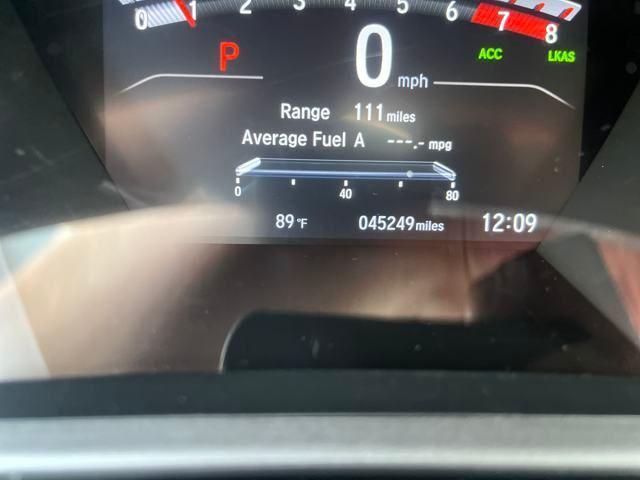 0 1 2 3 4 5 6 7 8
P 0 mph ACC LKAS
Range 111 miles
Average Fuel A ---.- mpg
0 40 80
89 °F 045249 miles 12:09